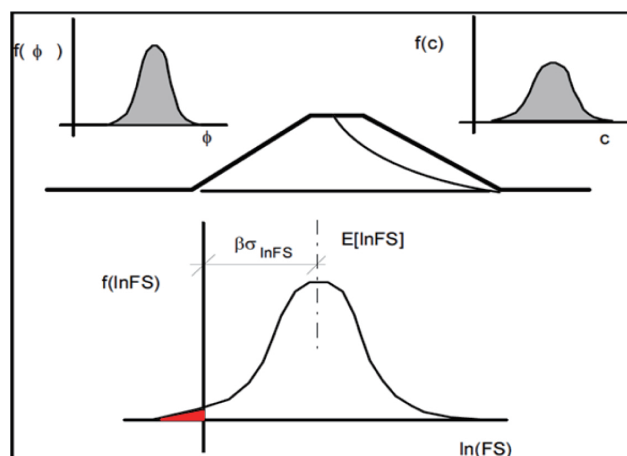 f( ϕ )
ϕ
f(c)
c
βσ lnFS
E[lnFS]
f(lnFS)
ln(FS)